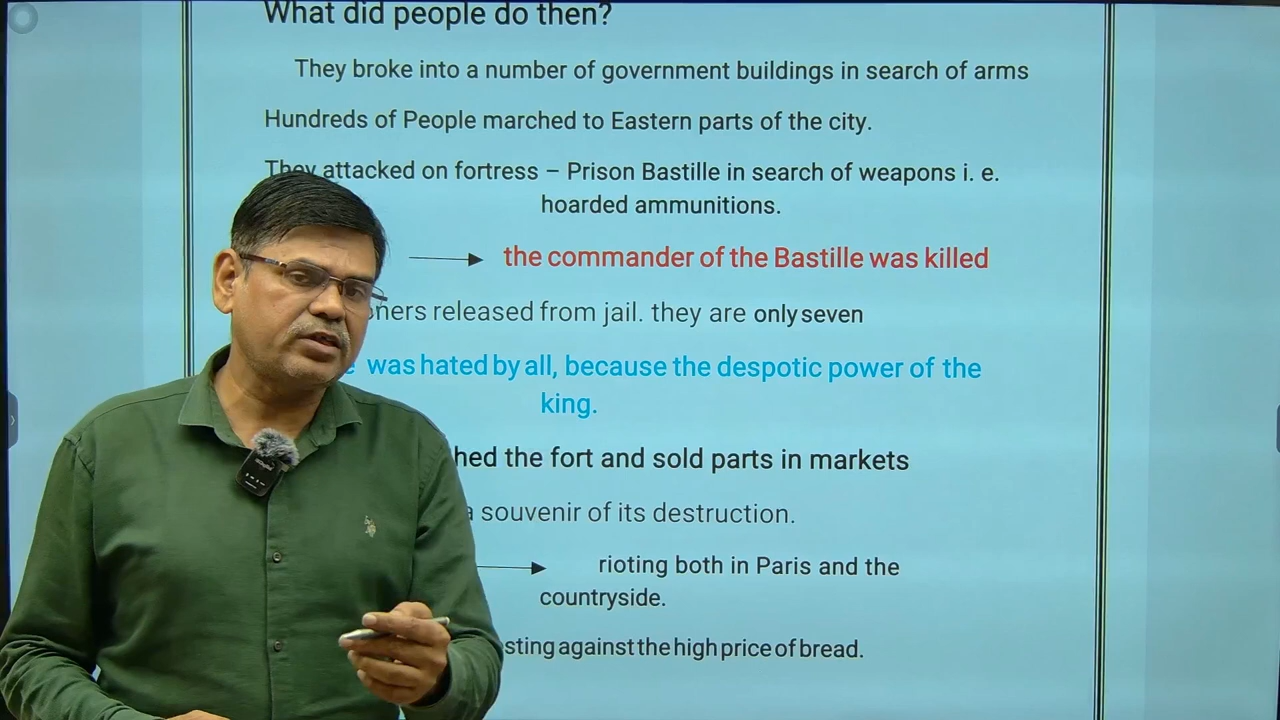 What did people do then?
They broke into a number of government buildings in search of arms
Hundreds of People marched to Eastern parts of the city.
They attacked on fortress – Prison Bastille in search of weapons i. e.
hoarded ammunitions.
the commander of the Bastille was killed
released from jail. they are only seven
was hated by all, because the despotic power of the
king.
the fort and sold parts in markets
souvenir of its destruction.
rioting both in Paris and the
countryside.
against the high price of bread.